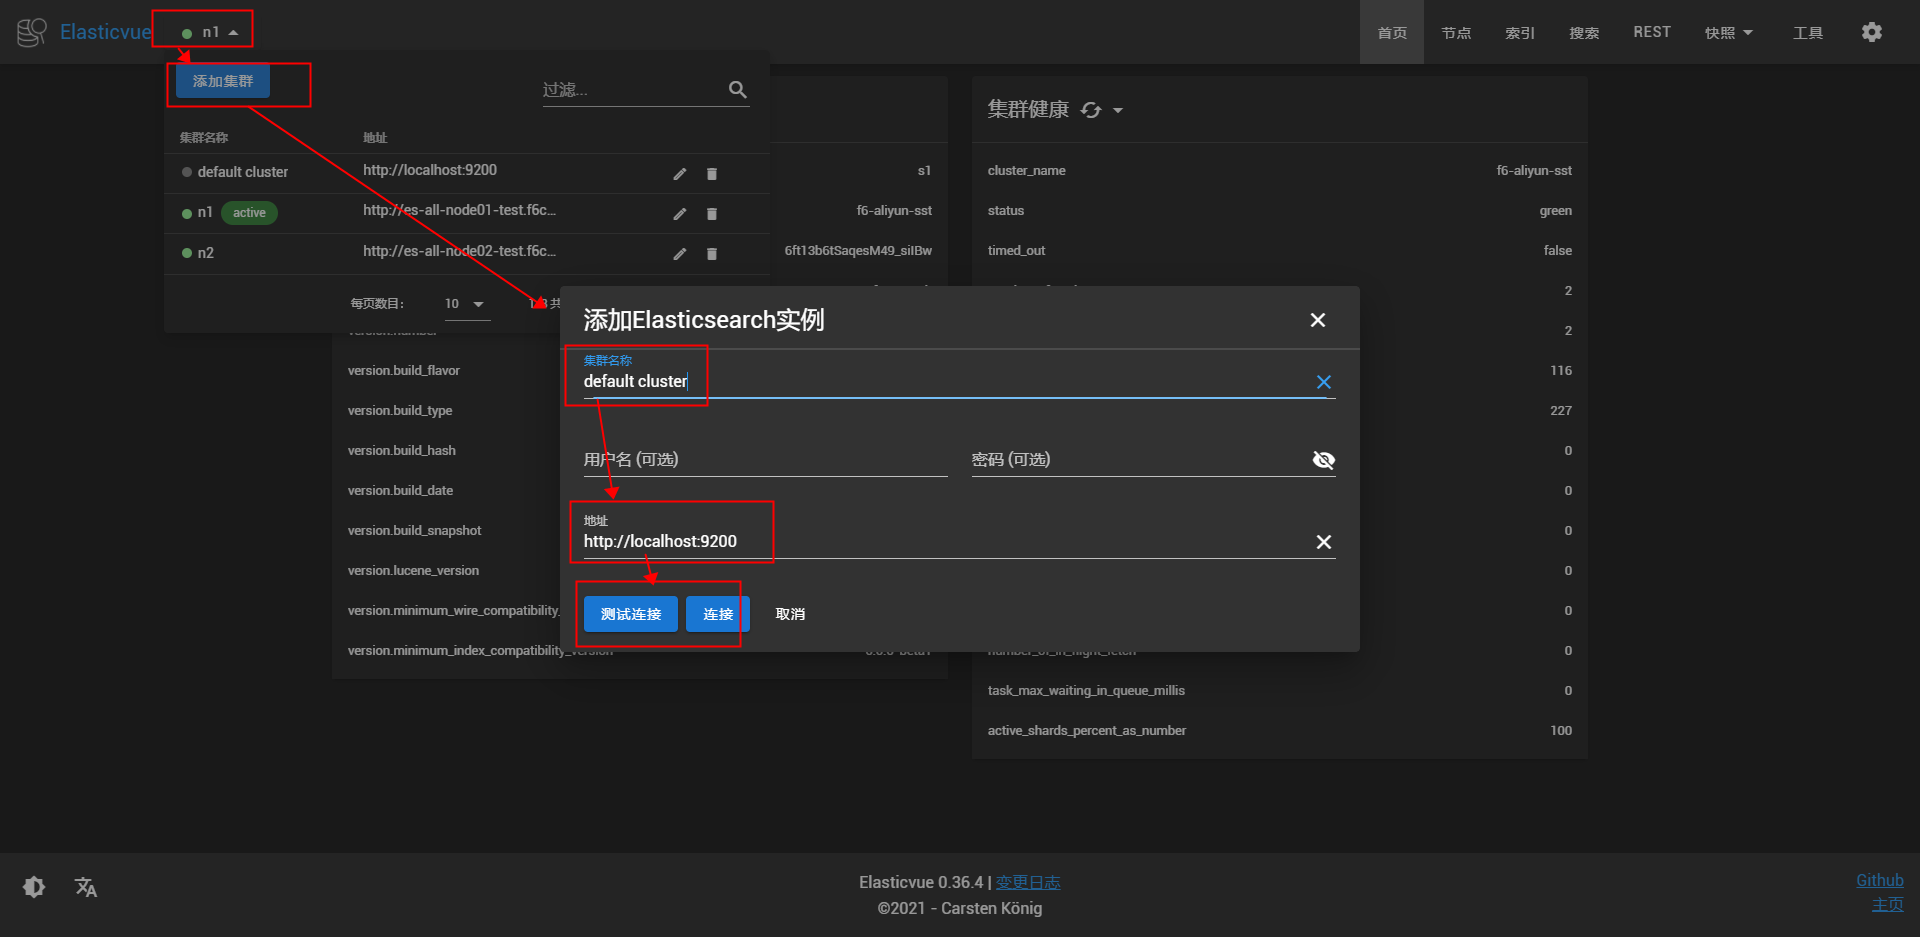 Elasticvue
n1
首页
节点
索引
搜索
REST
快照
工具
添加集群
过滤...
集群名称 地址
default cluster http://localhost:9200
n1 active http://es-all-node01-test.f6c...
n2 http://es-all-node02-test.f6c...
每页数目: 10
s1
f6-aliyun-sst
6ft13b6tSaqesM49_siIBw
version.number
version.build_flavor
version.build_type
version.build_hash
version.build_date
version.build_snapshot
version.lucene_version
version.minimum_wire_compatibility_
version.minimum_index_compatibility_version
集群健康
cluster_name f6-aliyun-sst
status green
timed_out false
2
2
116
227
0
0
0
0
0
number_of_in_flight_fetch 0
task_max_waiting_in_queue_millis 0
active_shards_percent_as_number 100
添加Elasticsearch实例
集群名称
default cluster
用户名 (可选) 密码 (可选)
地址
http://localhost:9200
测试连接 连接 取消
Elasticvue 0.36.4 | 变更日志
©2021 - Carsten König
Github
主页